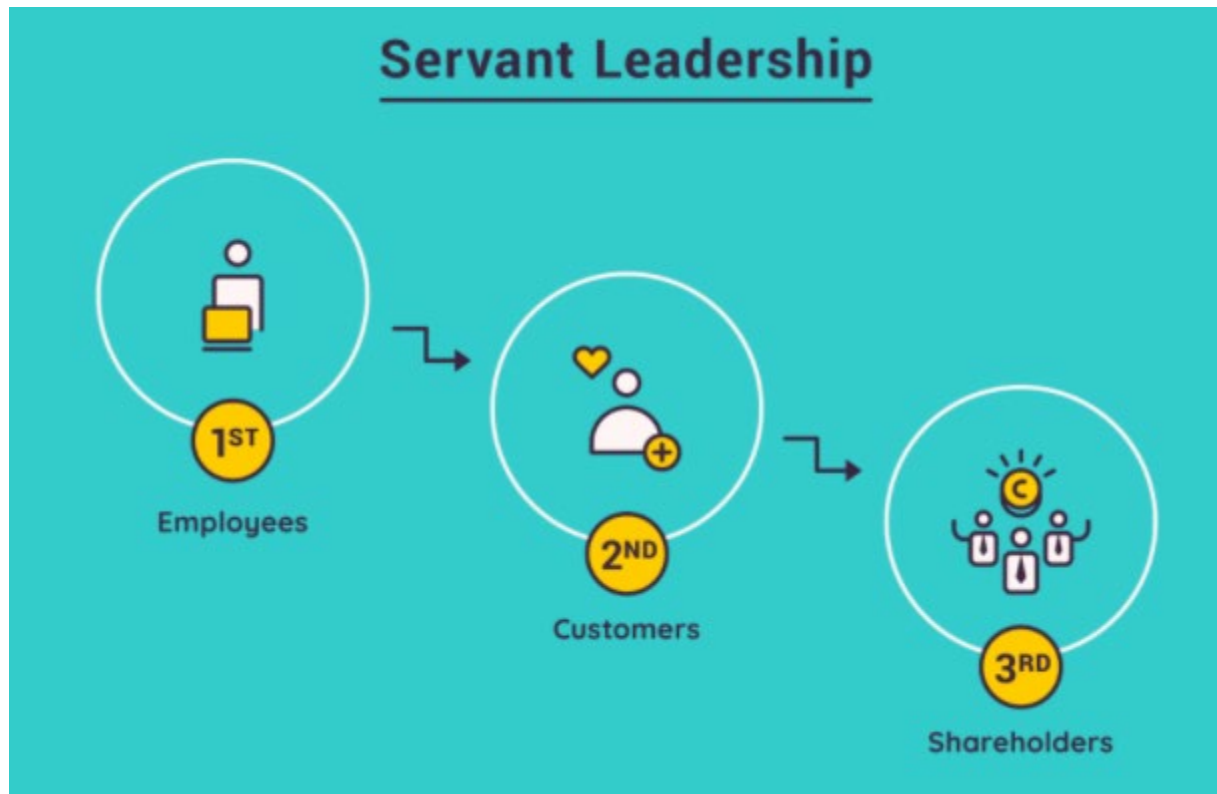 Servant Leadership
1ST
Employees
2ND
Customers
C
3RD
Shareholders